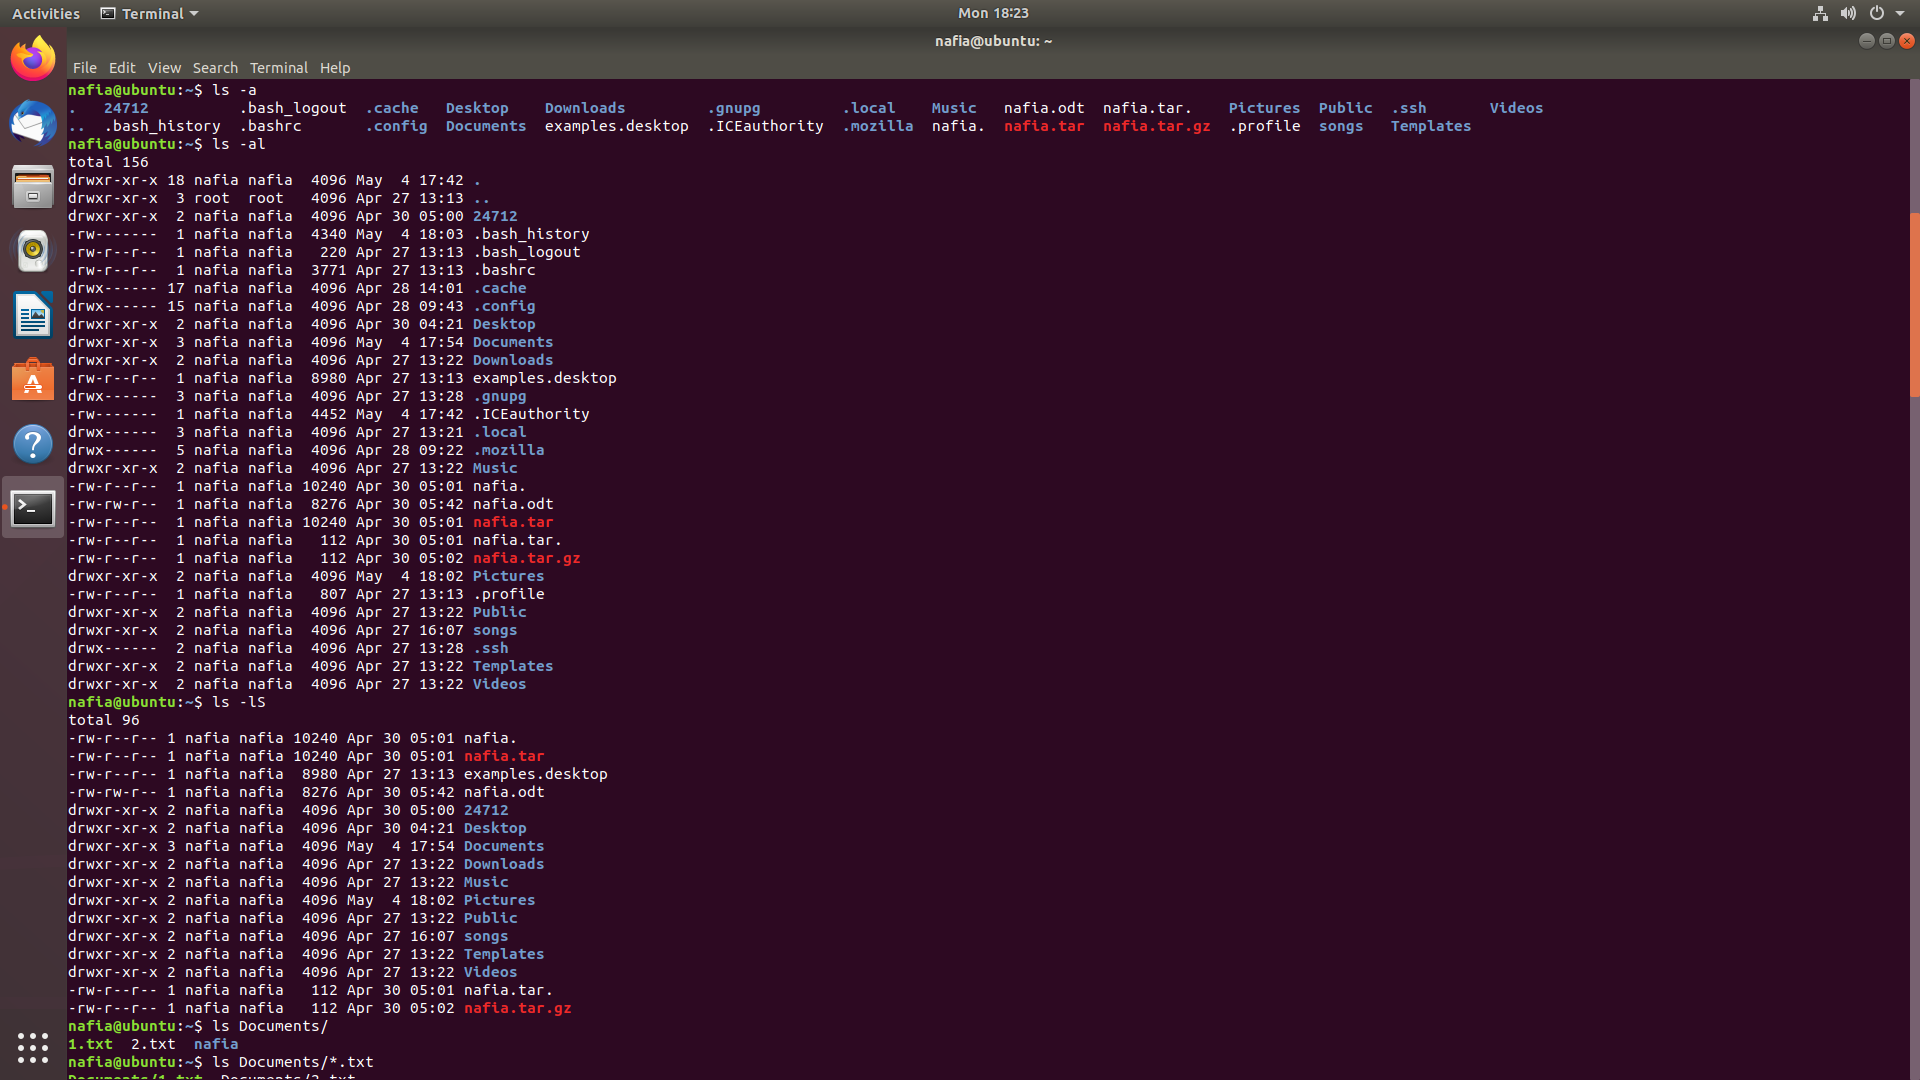 Activities Terminal Mon 18:23
nafia@ubuntu: ~
File Edit View Search Terminal Help
nafia@ubuntu:~$ ls -a
. 24712 .bash_logout .cache Desktop Downloads .gnupg .local Music nafia.odt nafia.tar. Pictures Public .ssh Videos
.. .bash_history .bashrc .config Documents examples.desktop .ICEauthority .mozilla nafia. nafia.tar nafia.tar.gz .profile songs Templates
nafia@ubuntu:~$ ls -al
total 156
drwxr-xr-x 18 nafia nafia  4096 May  4 17:42 .
drwxr-xr-x  3 root  root   4096 Apr 27 13:13 ..
drwxr-xr-x  2 nafia nafia  4096 Apr 30 05:00 24712
-rw-------  1 nafia nafia  4340 May  4 18:03 .bash_history
-rw-r--r--  1 nafia nafia   220 Apr 27 13:13 .bash_logout
-rw-r--r--  1 nafia nafia  3771 Apr 27 13:13 .bashrc
drwx------ 17 nafia nafia  4096 Apr 28 14:01 .cache
drwx------ 15 nafia nafia  4096 Apr 28 09:43 .config
drwxr-xr-x  2 nafia nafia  4096 Apr 30 04:21 Desktop
drwxr-xr-x  3 nafia nafia  4096 May  4 17:54 Documents
drwxr-xr-x  2 nafia nafia  4096 Apr 27 13:22 Downloads
-rw-r--r--  1 nafia nafia  8980 Apr 27 13:13 examples.desktop
drwx------  3 nafia nafia  4096 Apr 27 13:28 .gnupg
-rw-------  1 nafia nafia  4452 May  4 17:42 .ICEauthority
drwx------  3 nafia nafia  4096 Apr 27 13:21 .local
drwx------  5 nafia nafia  4096 Apr 28 09:22 .mozilla
drwxr-xr-x  2 nafia nafia  4096 Apr 27 13:22 Music
-rw-r--r--  1 nafia nafia 10240 Apr 30 05:01 nafia.
-rw-rw-r--  1 nafia nafia  8276 Apr 30 05:42 nafia.odt
-rw-r--r--  1 nafia nafia 10240 Apr 30 05:01 nafia.tar
-rw-r--r--  1 nafia nafia   112 Apr 30 05:01 nafia.tar.
-rw-r--r--  1 nafia nafia   112 Apr 30 05:02 nafia.tar.gz
drwxr-xr-x  2 nafia nafia  4096 May  4 18:02 Pictures
-rw-r--r--  1 nafia nafia   807 Apr 27 13:13 .profile
drwxr-xr-x  2 nafia nafia  4096 Apr 27 13:22 Public
drwxr-xr-x  2 nafia nafia  4096 Apr 27 16:07 songs
drwx------  2 nafia nafia  4096 Apr 27 13:28 .ssh
drwxr-xr-x  2 nafia nafia  4096 Apr 27 13:22 Templates
drwxr-xr-x  2 nafia nafia  4096 Apr 27 13:22 Videos
nafia@ubuntu:~$ ls -lS
total 96
-rw-r--r-- 1 nafia nafia 10240 Apr 30 05:01 nafia.
-rw-r--r-- 1 nafia nafia 10240 Apr 30 05:01 nafia.tar
-rw-r--r-- 1 nafia nafia  8980 Apr 27 13:13 examples.desktop
-rw-rw-r-- 1 nafia nafia  8276 Apr 30 05:42 nafia.odt
drwxr-xr-x 2 nafia nafia  4096 Apr 30 05:00 24712
drwxr-xr-x 2 nafia nafia  4096 Apr 30 04:21 Desktop
drwxr-xr-x 3 nafia nafia  4096 May  4 17:54 Documents
drwxr-xr-x 2 nafia nafia  4096 Apr 27 13:22 Downloads
drwxr-xr-x 2 nafia nafia  4096 Apr 27 13:22 Music
drwxr-xr-x 2 nafia nafia  4096 May  4 18:02 Pictures
drwxr-xr-x 2 nafia nafia  4096 Apr 27 13:22 Public
drwxr-xr-x 2 nafia nafia  4096 Apr 27 16:07 songs
drwxr-xr-x 2 nafia nafia  4096 Apr 27 13:22 Templates
drwxr-xr-x 2 nafia nafia  4096 Apr 27 13:22 Videos
-rw-r--r-- 1 nafia nafia   112 Apr 30 05:01 nafia.tar.
-rw-r--r-- 1 nafia nafia   112 Apr 30 05:02 nafia.tar.gz
nafia@ubuntu:~$ ls Documents/
1.txt 2.txt nafia
nafia@ubuntu:~$ ls Documents/*.txt
Documents/1.txt Documents/2.txt